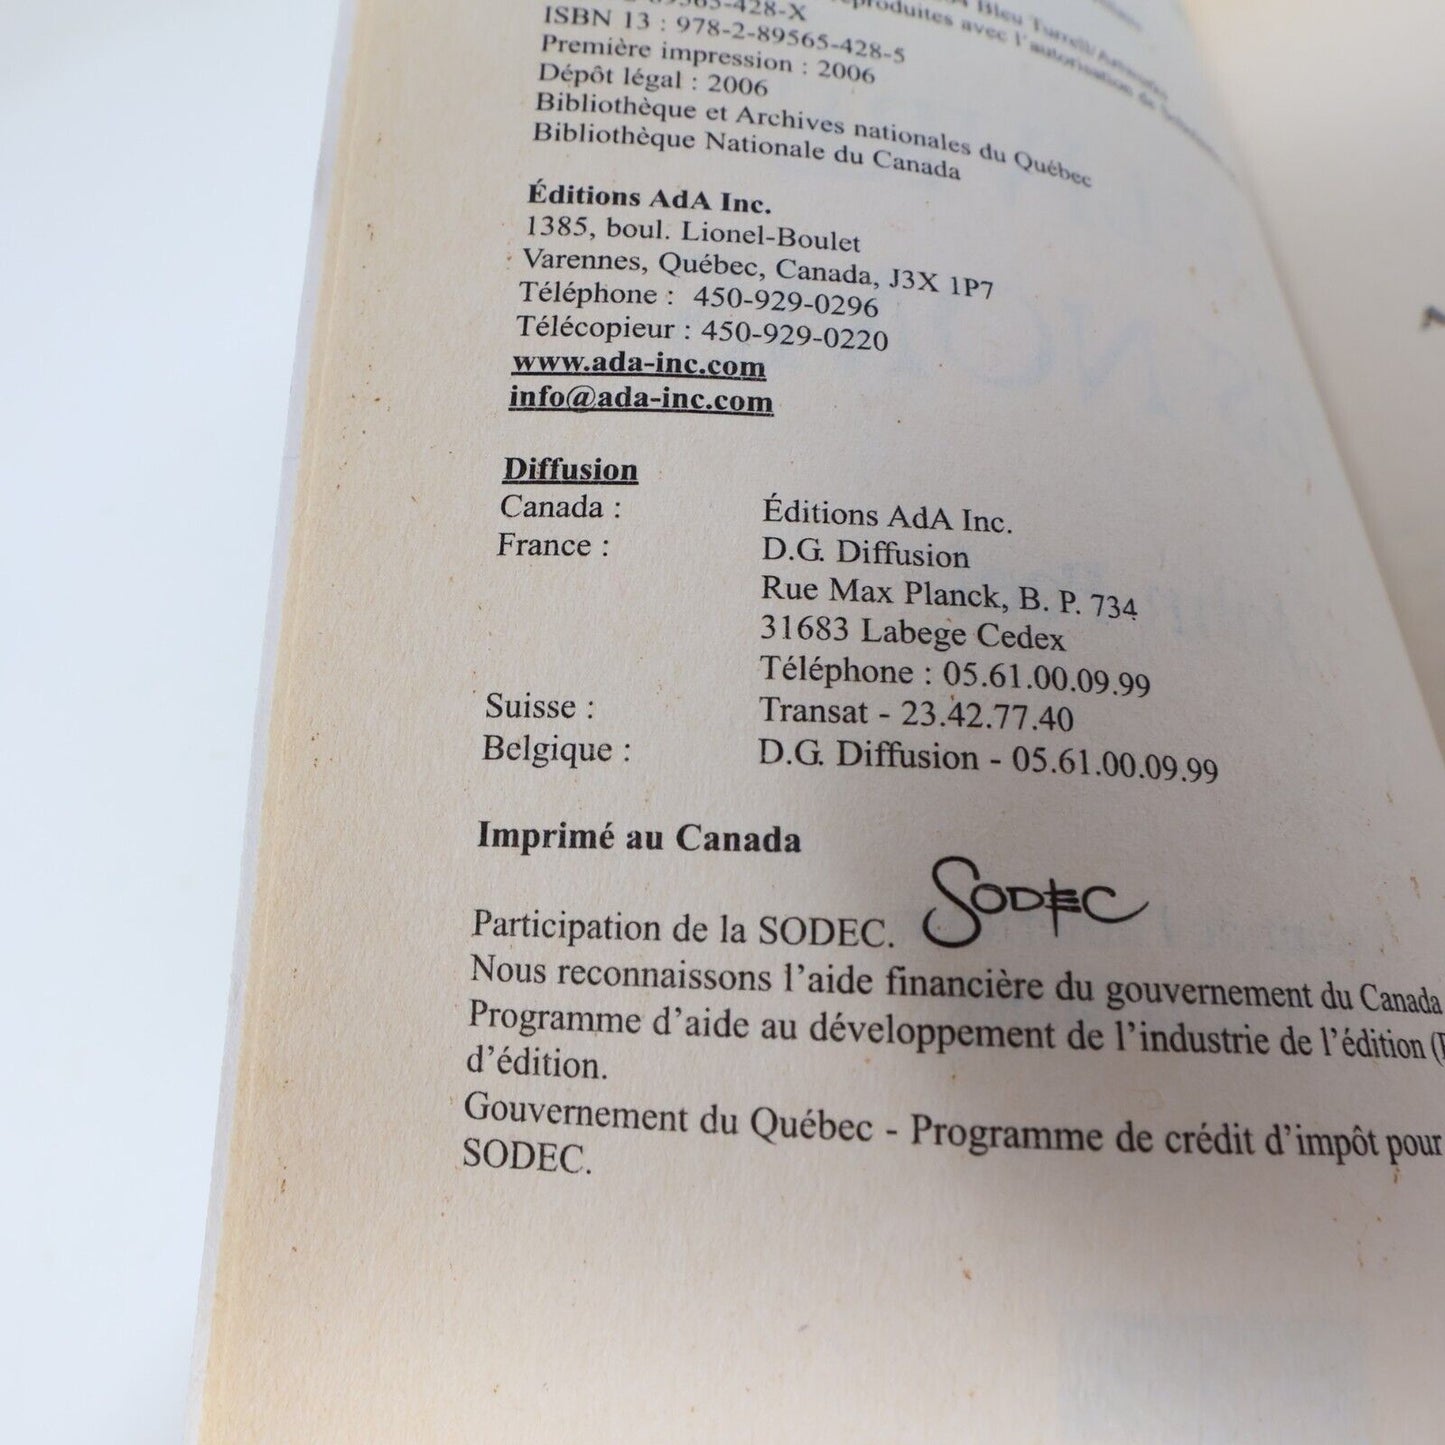 2-89565-428-X
ISBN 13 : 978-2-89565-428-5
Première impression : 2006
Dépôt légal : 2006
Bibliothèque et Archives nationales du Québec
Bibliothèque Nationale du Canada
Éditions AdA Inc.
1385, boul. Lionel-Boulet
Varennes, Québec, Canada, J3X 1P7
Téléphone : 450-929-0296
Télécopieur : 450-929-0220
www.ada-inc.com
info@ada-inc.com
Diffusion
Canada : Éditions AdA Inc.
France : D.G. Diffusion
Rue Max Planck, B. P. 734
31683 Labege Cedex
Téléphone : 05.61.00.09.99
Suisse : Transat - 23.42.77.40
Belgique : D.G. Diffusion - 05.61.00.09.99
Imprimé au Canada
Participation de la SODEC. SODEC
Nous reconnaissons l'aide financière du gouvernement du Canada
Programme d'aide au développement de l'industrie de l'édition (
d'édition.
Gouvernement du Québec - Programme de crédit d'impôt pour
SODEC.